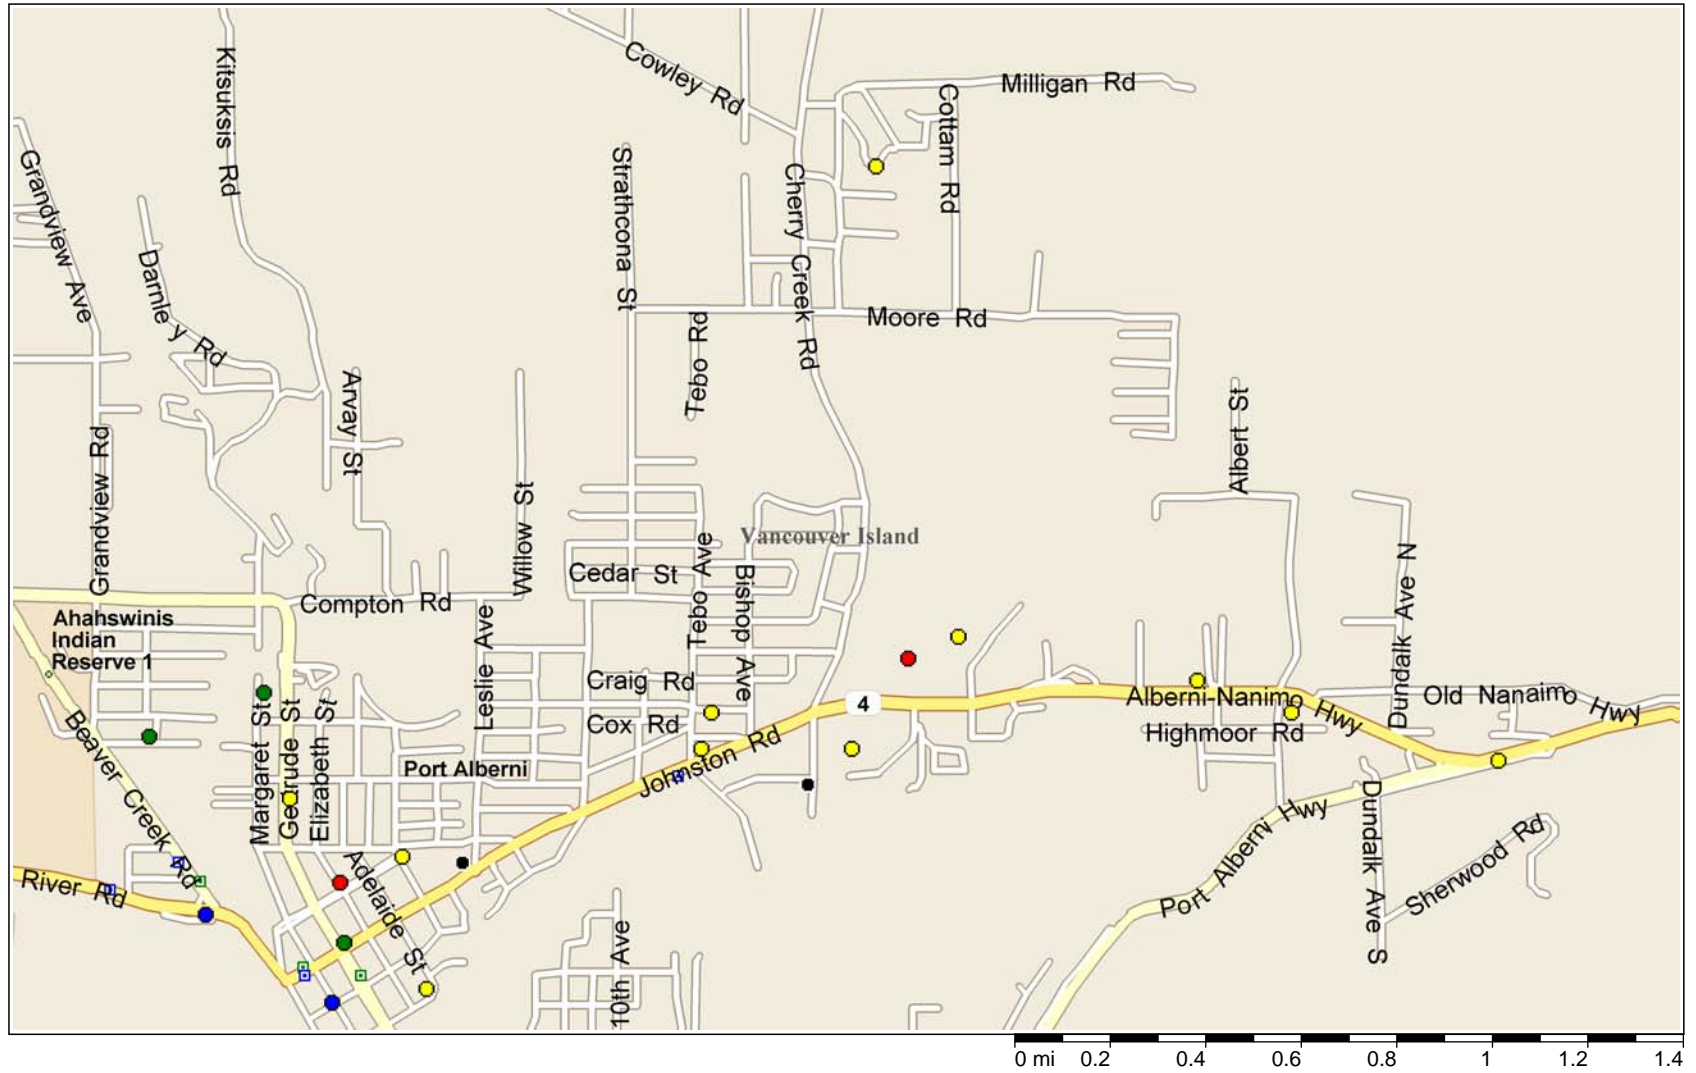 Cowley Rd
Milligan Rd
Kitsuksis Rd
Cottam Rd
Grandview Ave
Strathcona St
Cherry Creek Rd
Darnle y Rd
Moore Rd
Tebo Rd
Arvay St
Albert St
Grandview Rd
Willow St
Vancouver Island
Cedar St
Tebo Ave
Bishop Ave
Dundalk Ave N
Compton Rd
Ahahswinis
Indian
Reserve 1
Leslie Ave
Craig Rd
Cox Rd
4
Alberni-Nanimo Hwy
Old Nanaimo Hwy
Highmoor Rd
Margaret St
Gertrude St
Elizabeth St
Port Alberni
Johnston Rd
Beaver Creek Rd
Adelaide St
River Rd
Port Alberni Hwy
Dundalk Ave S
Sherwood Rd
10th Ave
0 mi 0.2 0.4 0.6 0.8 1 1.2 1.4